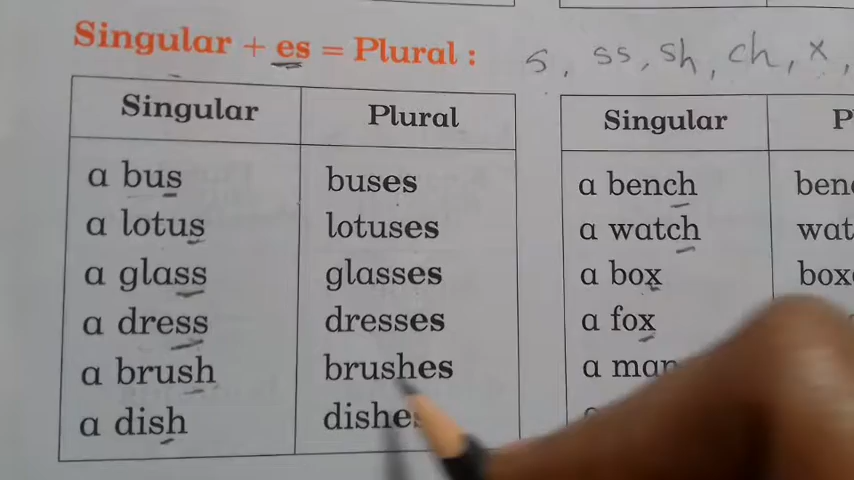 Singular + es = Plural :
s, ss, sh, ch, x,
Singular Plural
a bus buses
a lotus lotuses
a glass glasses
a dress dresses
a brush brushes
a dish
Singular
a bench
a watch
a box
a fox